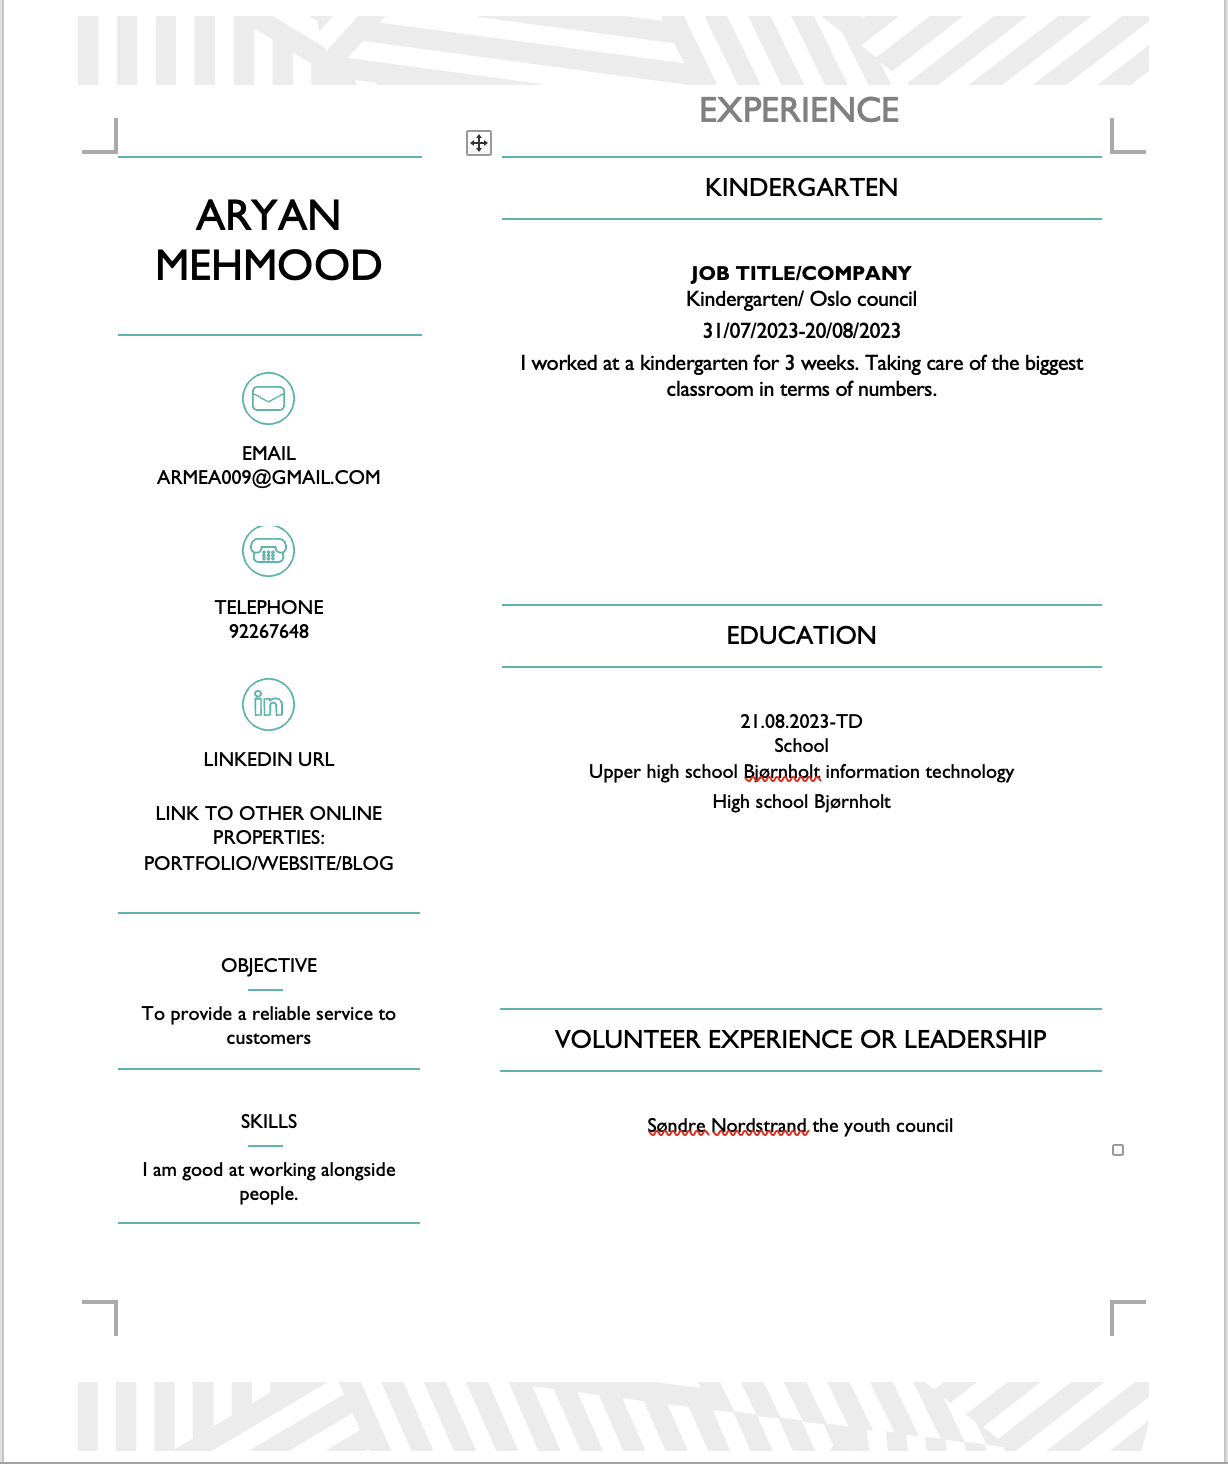 ARYAN
MEHMOOD
EMAIL
ARMEA009@GMAIL.COM
TELEPHONE
92267648
in
LINKEDIN URL
LINK TO OTHER ONLINE
PROPERTIES:
PORTFOLIO/WEBSITE/BLOG
OBJECTIVE
To provide a reliable service to
customers
SKILLS
I am good at working alongside
people.
EXPERIENCE
KINDERGARTEN
JOB TITLE/COMPANY
Kindergarten/ Oslo council
31/07/2023-20/08/2023
I worked at a kindergarten for 3 weeks. Taking care of the biggest
classroom in terms of numbers.
EDUCATION
21.08.2023-TD
School
Upper high school Bjørnholt information technology
High school Bjørnholt
VOLUNTEER EXPERIENCE OR LEADERSHIP
Søndre Nordstrand the youth council